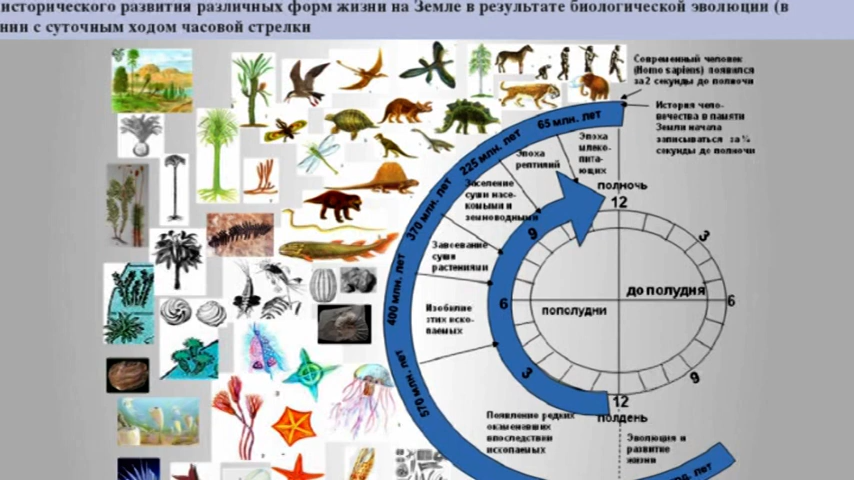 исторического развития различных форм жизни на Земле в результате биологической эволюции (в
нии с суточным ходом часовой стрелки
Современный человек
(Homo sapiens) появился
за 2 секунды до полночи
История чело-
вечества в памяти
Земли начала
записываться за ¼
секунды до полночи
65 млн. лет
Эпоха
млеко-
пита-
ющих
225 млн. лет
Эпоха
рептилий
Заселение
суши насе-
комыми и
земноводными
370 млн. лет
Завоевание
суши
растениями
400 млн. лет
Изобилие
этих иско-
паемых
570 млн. лет
Появление редких
окаменевших
впоследствии
ископаемых
Эволюция и
развитие
жизни
лет
полночь
12
3
до полудня
6
9
12
полдень
3
пополудни
6
9